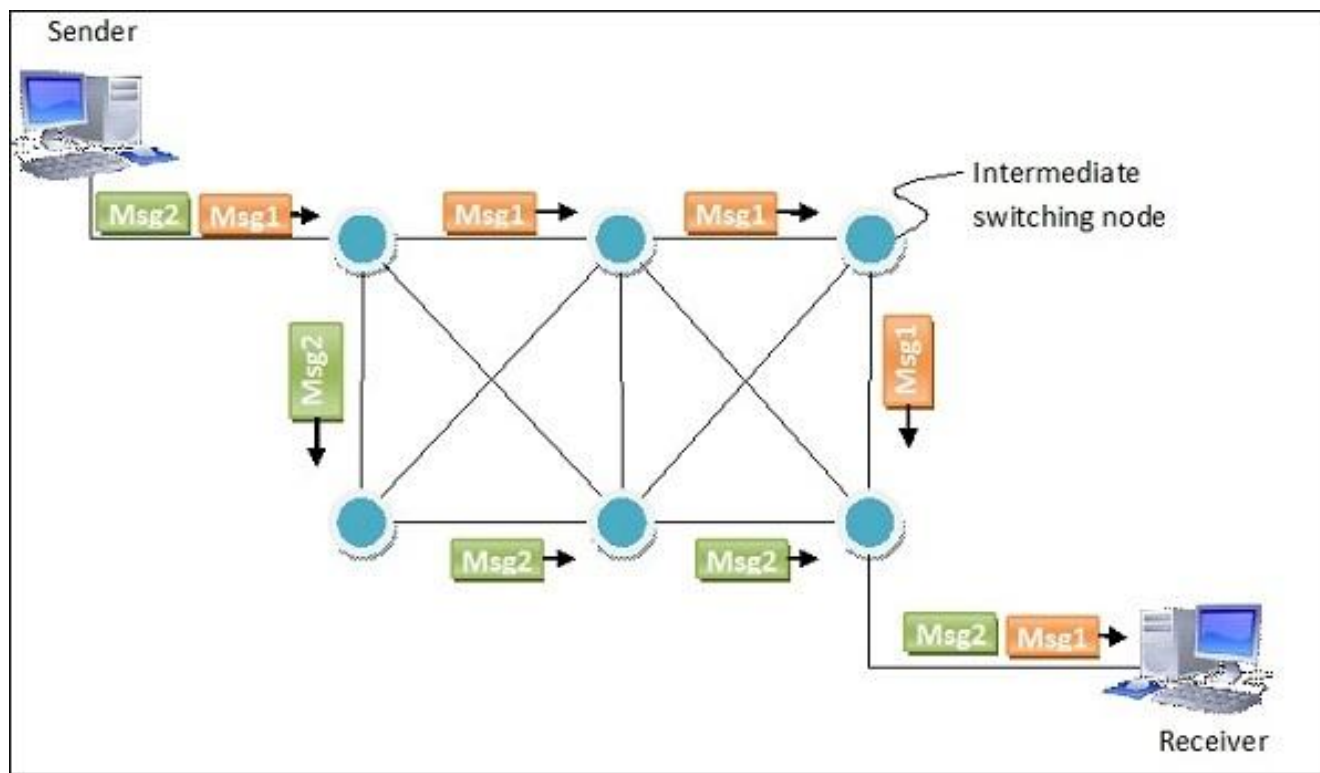 Sender
Msg2 Msg1
Msg1
Msg1
Intermediate
switching node
Msg2
Msg1
Msg2
Msg2
Msg2 Msg1
Receiver